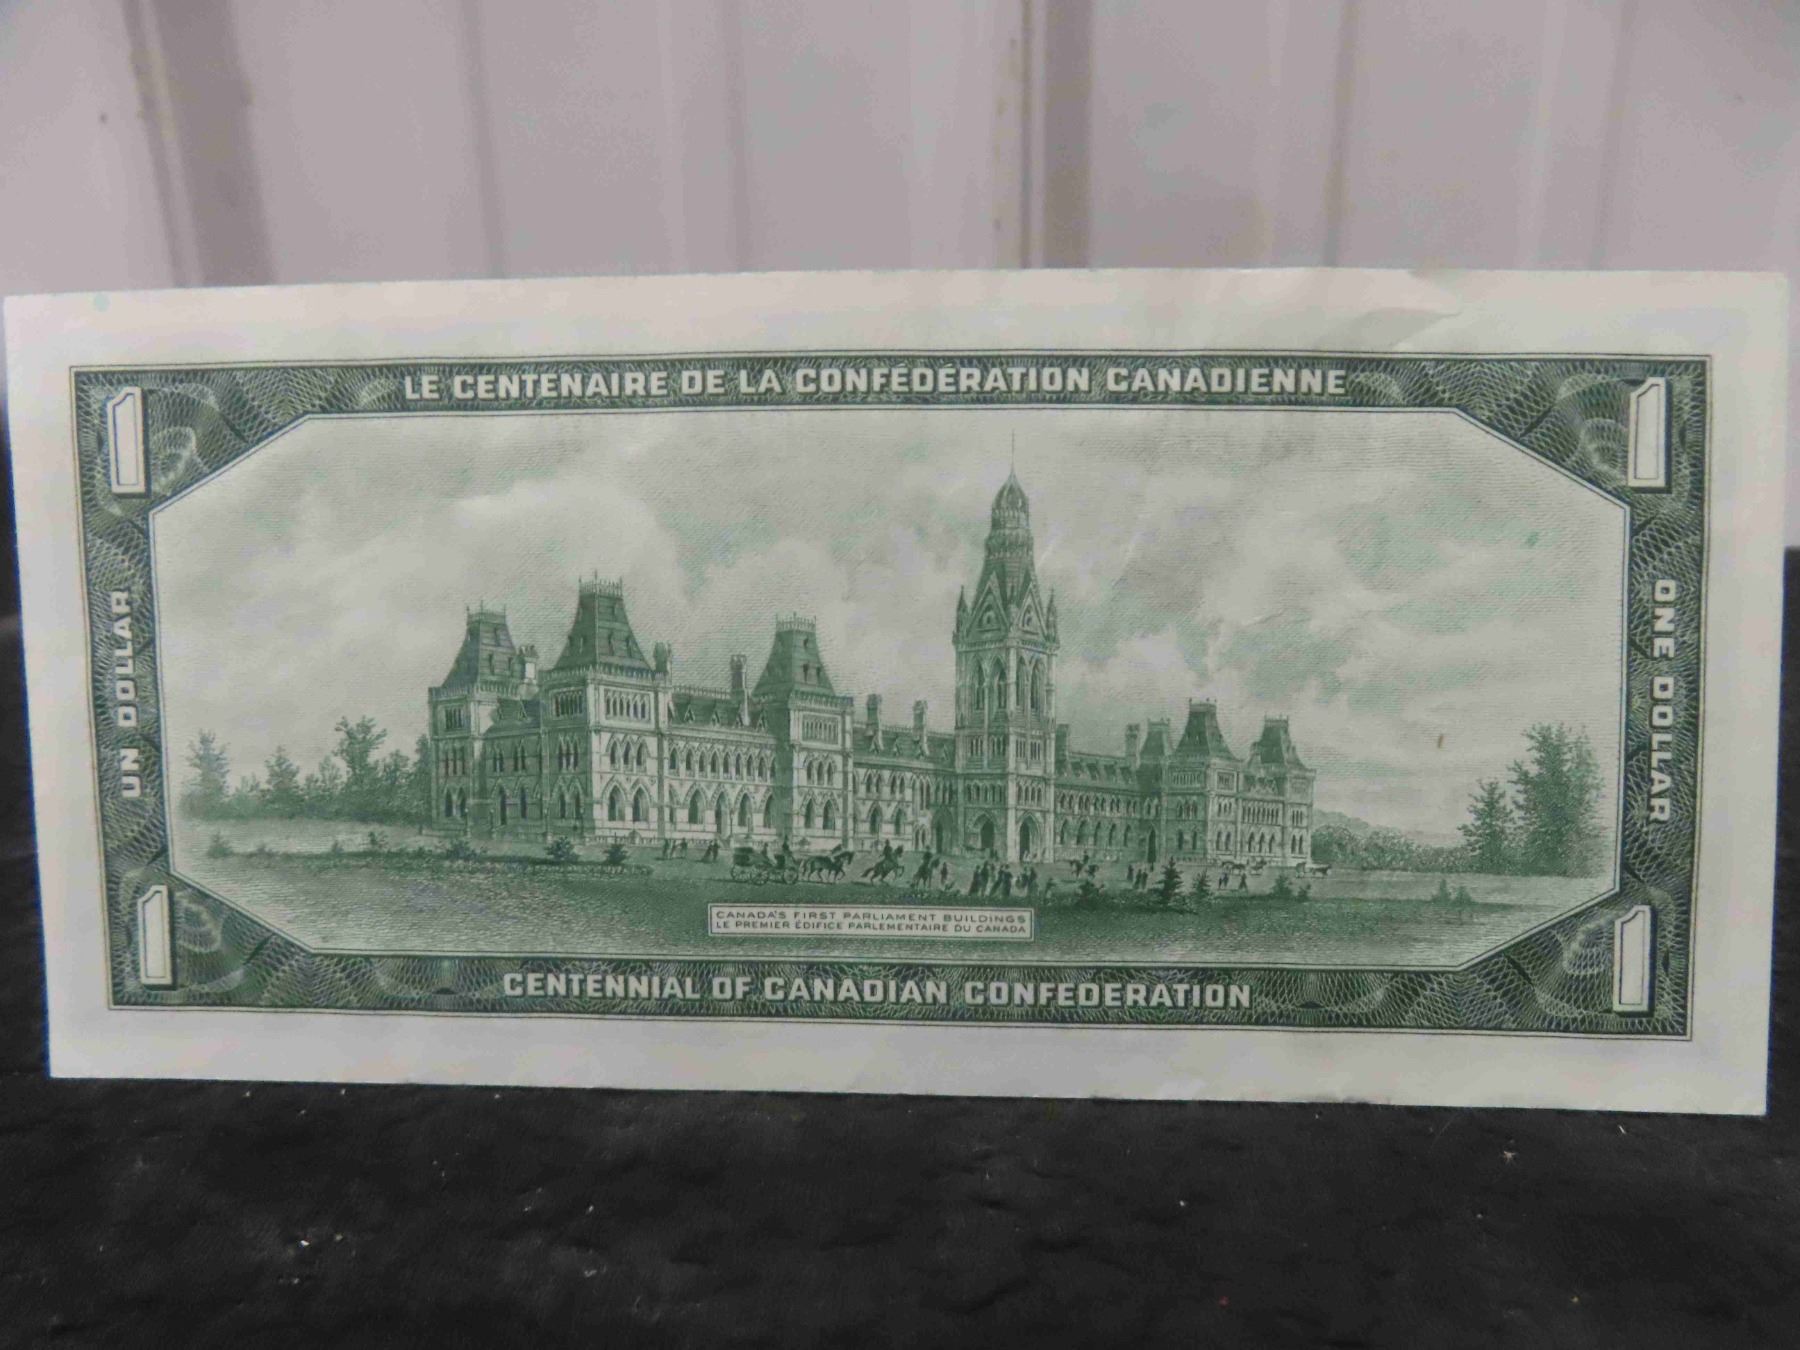 LE CENTENAIRE DE LA CONFÉDÉRATION CANADIENNE
1
1
UN DOLLAR
ONE DOLLAR
CANADA'S FIRST PARLIAMENT BUILDINGS
LE PREMIER ÉDIFICE PARLEMENTAIRE DU CANADA
1
1
CENTENNIAL OF CANADIAN CONFEDERATION